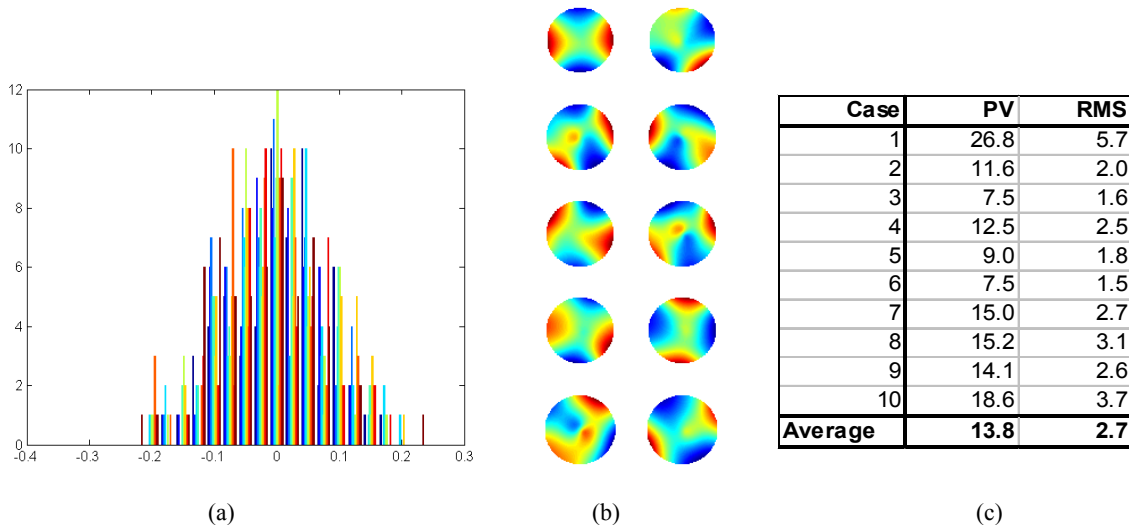 12
10
8
6
4
2
0
-0.4 -0.3 -0.2 -0.1 0 0.1 0.2 0.3
(a)
(b)
Case PV RMS
1 26.8 5.7
2 11.6 2.0
3 7.5 1.6
4 12.5 2.5
5 9.0 1.8
6 7.5 1.5
7 15.0 2.7
8 15.2 3.1
9 14.1 2.6
10 18.6 3.7
Average 13.8 2.7
(c)